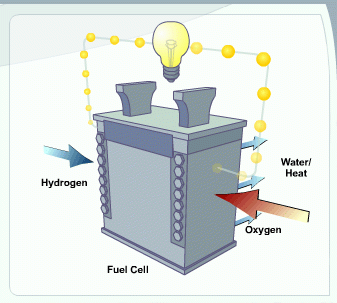 Water/
Heat
Hydrogen
Oxygen
Fuel Cell